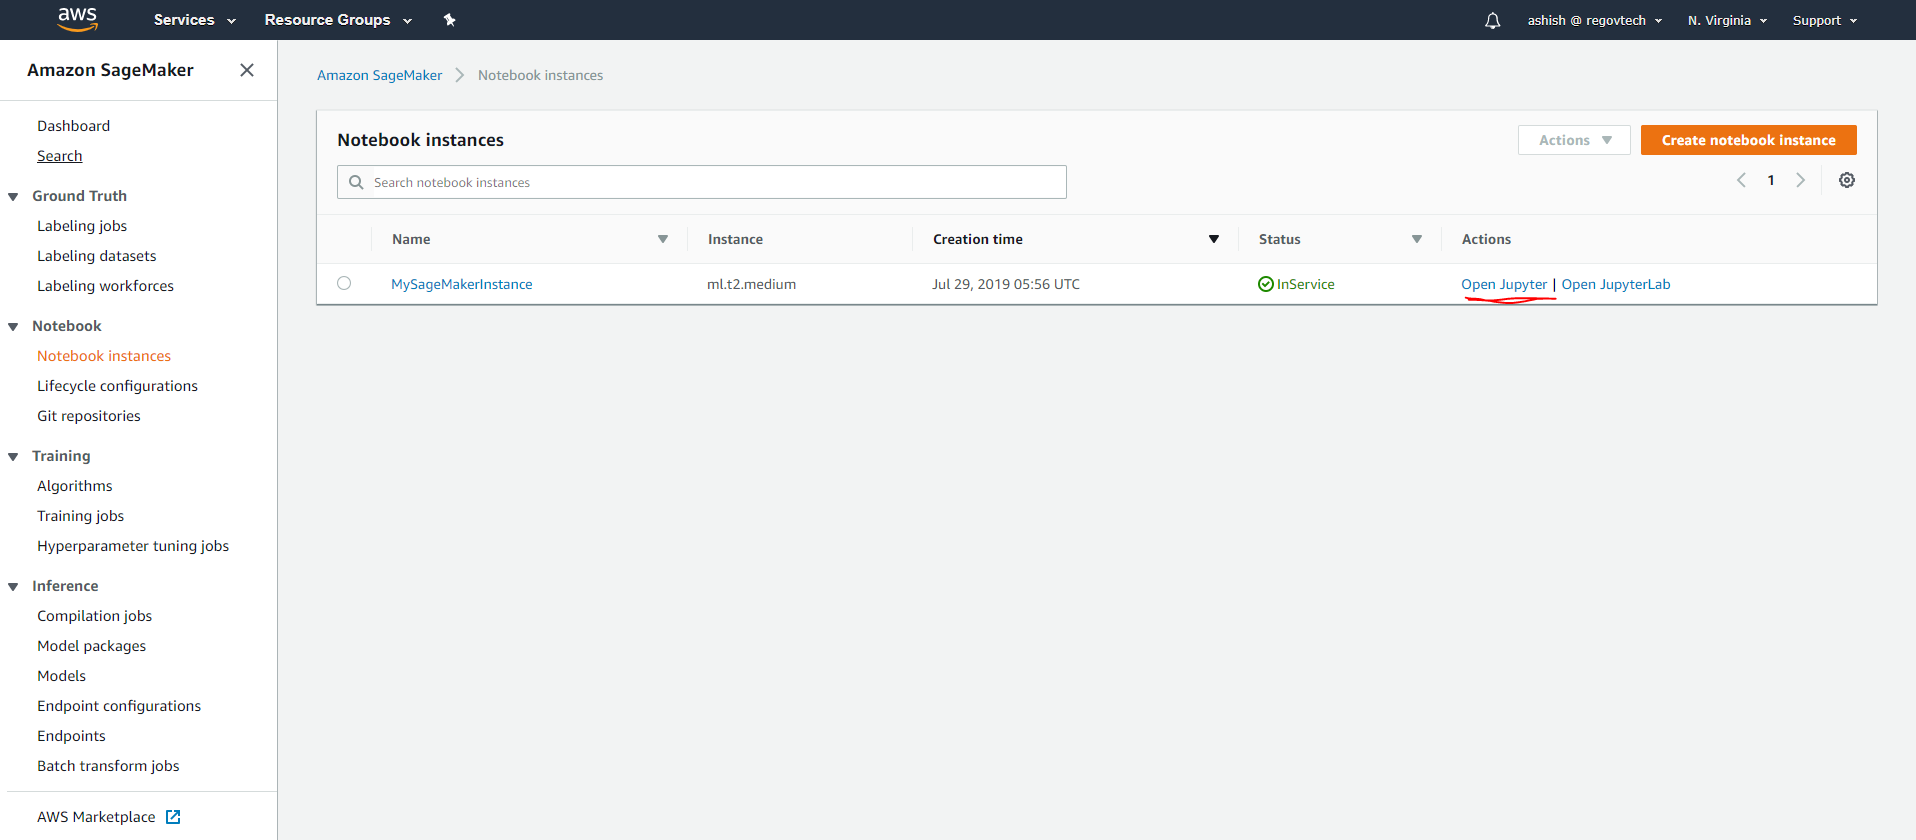 aws Services Resource Groups ashish @ regovtech N. Virginia Support
Amazon SageMaker
Dashboard
Search
Ground Truth
Labeling jobs
Labeling datasets
Labeling workforces
Notebook
Notebook instances
Lifecycle configurations
Git repositories
Training
Algorithms
Training jobs
Hyperparameter tuning jobs
Inference
Compilation jobs
Model packages
Models
Endpoint configurations
Endpoints
Batch transform jobs
AWS Marketplace
Amazon SageMaker > Notebook instances
Notebook instances
Actions Create notebook instance
Search notebook instances
< 1 >
Name Instance Creation time Status Actions
MySageMakerInstance ml.t2.medium Jul 29, 2019 05:56 UTC InService Open Jupyter | Open JupyterLab